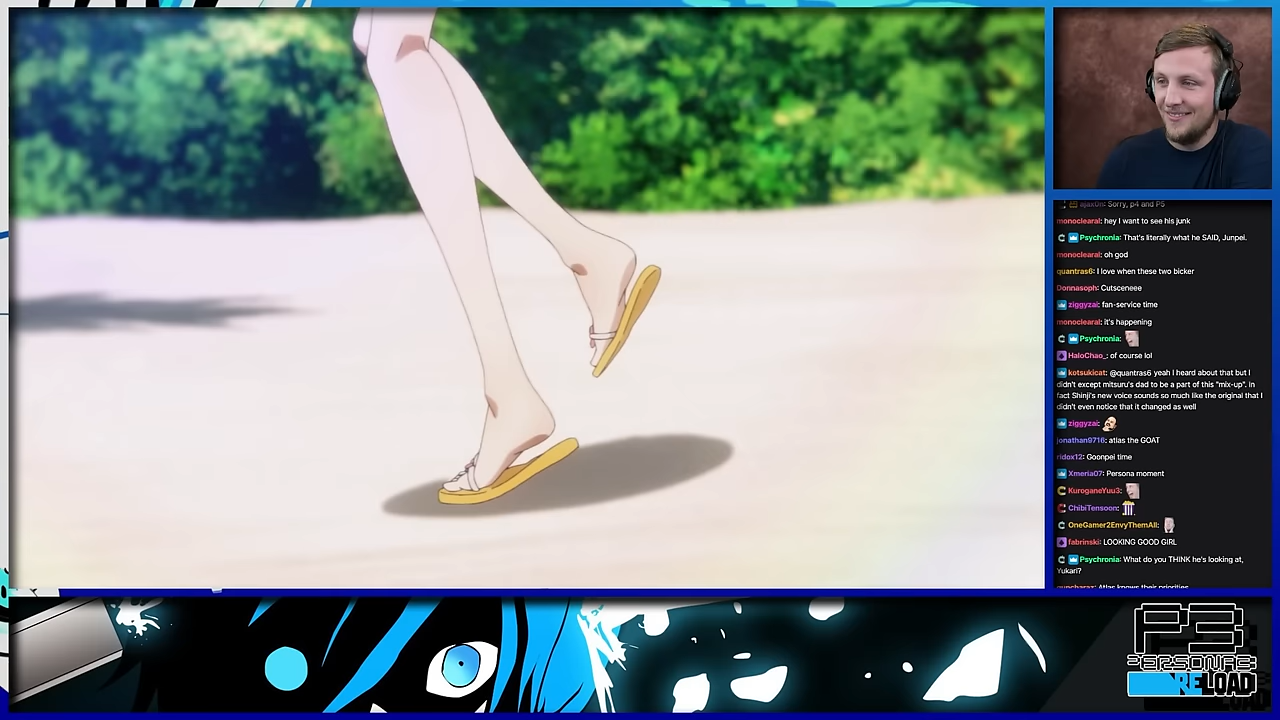 ajax0n: Sorry, p4 and P5
monoclearal: hey I want to see his junk
Psychronia: That's literally what he SAID, Junpei.
monoclearal: oh god
quantras6: I love when these two bicker
Donnasoph: Cutsceneee
ziggyzai: fan-service time
monoclearal: it's happening
Psychronia:
HaloChao_: of course lol
kotsukicat: @quantras6 yeah I heard about that but I
didn't except mitsuru's dad to be a part of this "mix-up". in
fact Shinji's new voice sounds so much like the original that I
didn't even notice that it changed as well
ziggyzai:
jonathan9716: atlas the GOAT
ridox12: Goonpei time
Xmeria07: Persona moment
KuroganeYuu3:
ChibiTensoon:
OneGamer2EnvyThemAll:
fabrinski: LOOKING GOOD GIRL
Psychronia: What do you THINK he's looking at,
Yukari?
Atlas knows their priorities
P3
PERSONA3
RELOAD